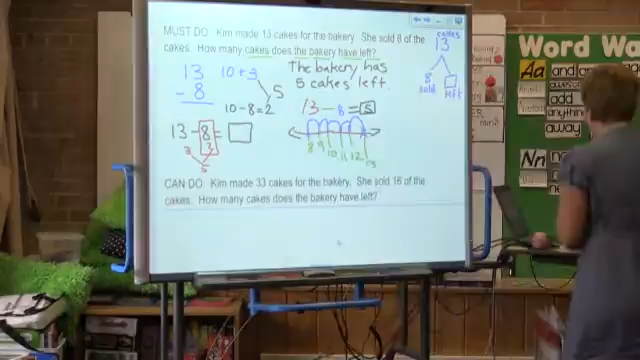 MUST DO: Kim made 13 cakes for the bakery. She sold 8 of the
cakes. How many cakes does the bakery have left?
13
- 8
10 + 3
5
10 - 8 = 2
The bakery has
5 cakes left.
13 - 8 = 5
8 9 10 11 12 13
13 - 8 =
3
5
cakes
13
8
sold
left
CAN DO: Kim made 33 cakes for the bakery. She sold 16 of the
cakes. How many cakes does the bakery have left?
Word Wo
Aa
and
add
anything
away
Nn